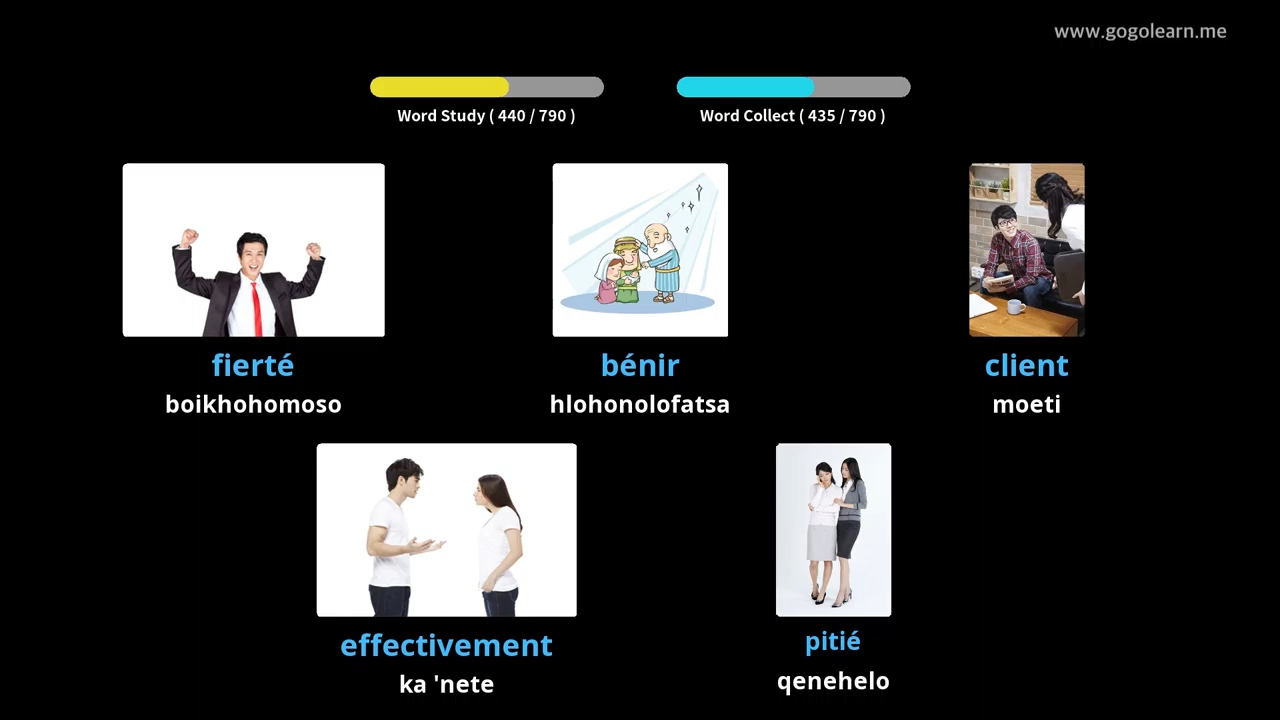 www.gogolearn.me
Word Study ( 440 / 790 )
Word Collect ( 435 / 790 )
fierté
boikhohomoso
bénir
hlohonolofatsa
client
moeti
effectivement
ka 'nete
pitié
qenehelo